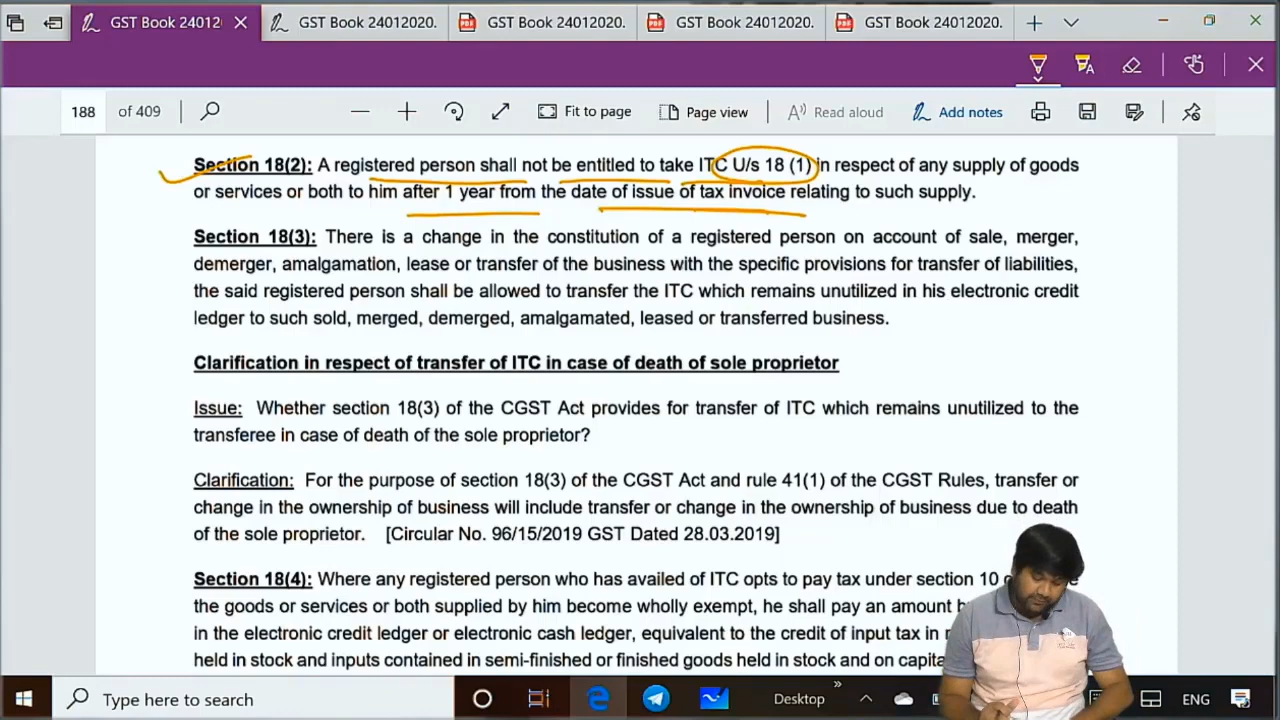 GST Book 24012
GST Book 24012020.
GST Book 24012020.
GST Book 24012020.
GST Book 24012020.
188 of 409
Fit to page
Page view
Read aloud
Add notes
Section 18(2): A registered person shall not be entitled to take ITC U/s 18 (1) in respect of any supply of goods
or services or both to him after 1 year from the date of issue of tax invoice relating to such supply.
Section 18(3): There is a change in the constitution of a registered person on account of sale, merger,
demerger, amalgamation, lease or transfer of the business with the specific provisions for transfer of liabilities,
the said registered person shall be allowed to transfer the ITC which remains unutilized in his electronic credit
ledger to such sold, merged, demerged, amalgamated, leased or transferred business.
Clarification in respect of transfer of ITC in case of death of sole proprietor
Issue: Whether section 18(3) of the CGST Act provides for transfer of ITC which remains unutilized to the
transferee in case of death of the sole proprietor?
Clarification: For the purpose of section 18(3) of the CGST Act and rule 41(1) of the CGST Rules, transfer or
change in the ownership of business will include transfer or change in the ownership of business due to death
of the sole proprietor. [Circular No. 96/15/2019 GST Dated 28.03.2019]
Section 18(4): Where any registered person who has availed of ITC opts to pay tax under section 10
the goods or services or both supplied by him become wholly exempt, he shall pay an amount
in the electronic credit ledger or electronic cash ledger, equivalent to the credit of input tax in
held in stock and inputs contained in semi-finished or finished goods held in stock and on
Type here to search
Desktop
ENG